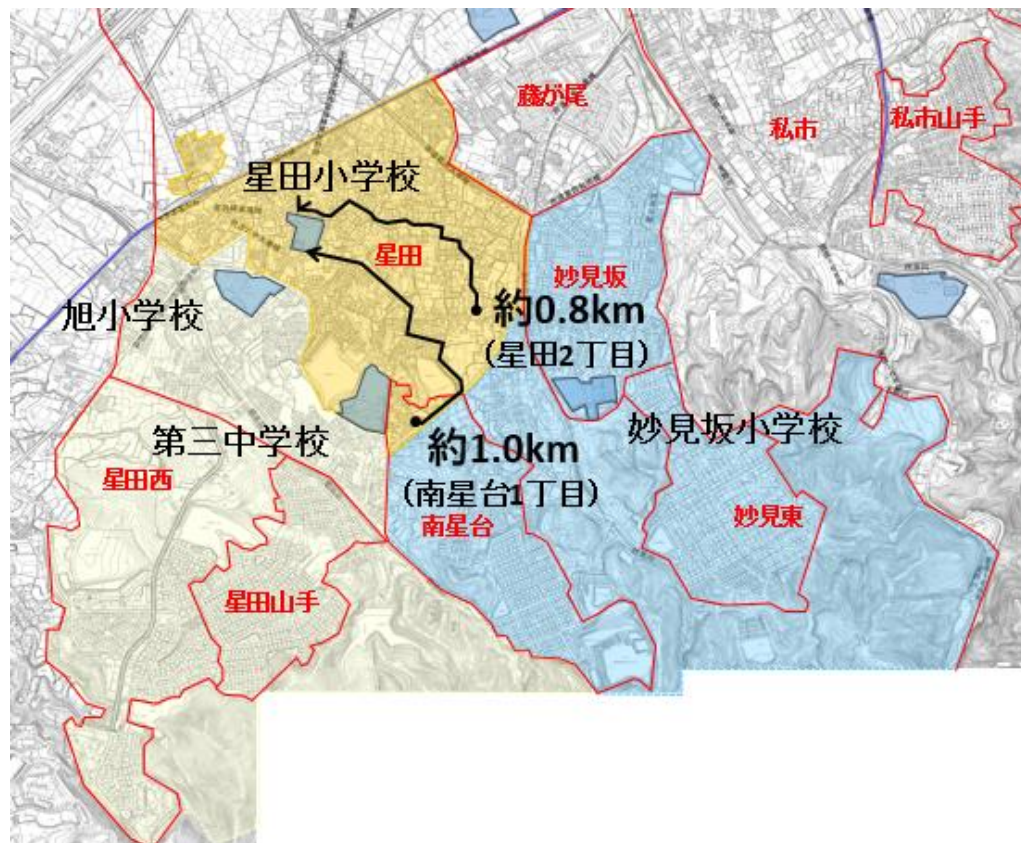 藤が尾
私市
私市山手
星田小学校
星田
妙見坂
旭小学校
約0.8km
(星田2丁目)
第三中学校
約1.0km
妙見坂小学校
星田西
(南星台1丁目)
南星台
妙見東
星田山手